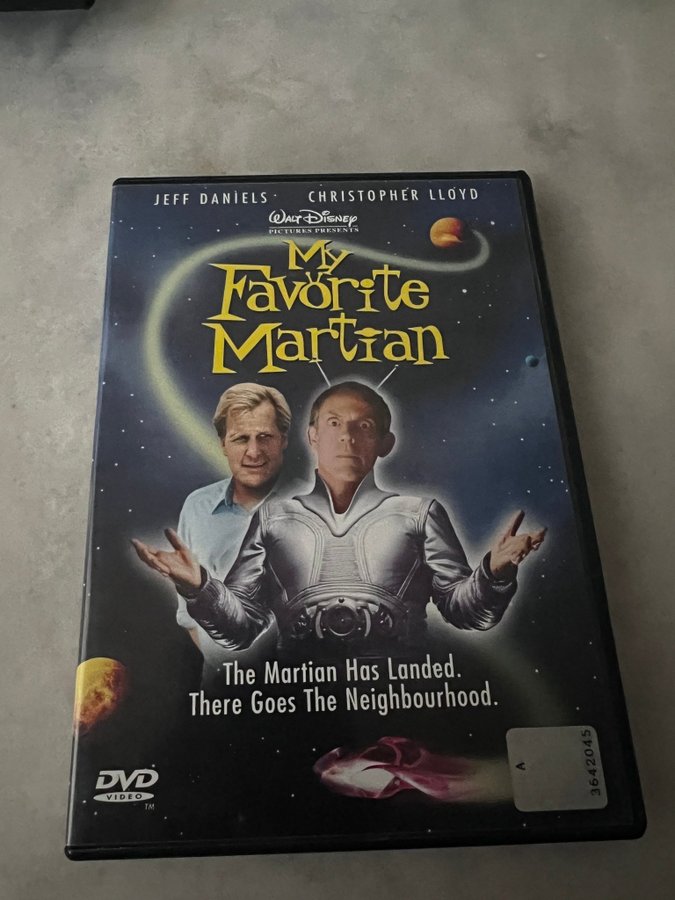 JEFF DANIELS CHRISTOPHER LLOYD
WALT DISNEY
PICTURES PRESENTS
My
Favorite
Martian
The Martian Has Landed.
There Goes The Neighbourhood.
DVD
VIDEO
TM
A
3642045